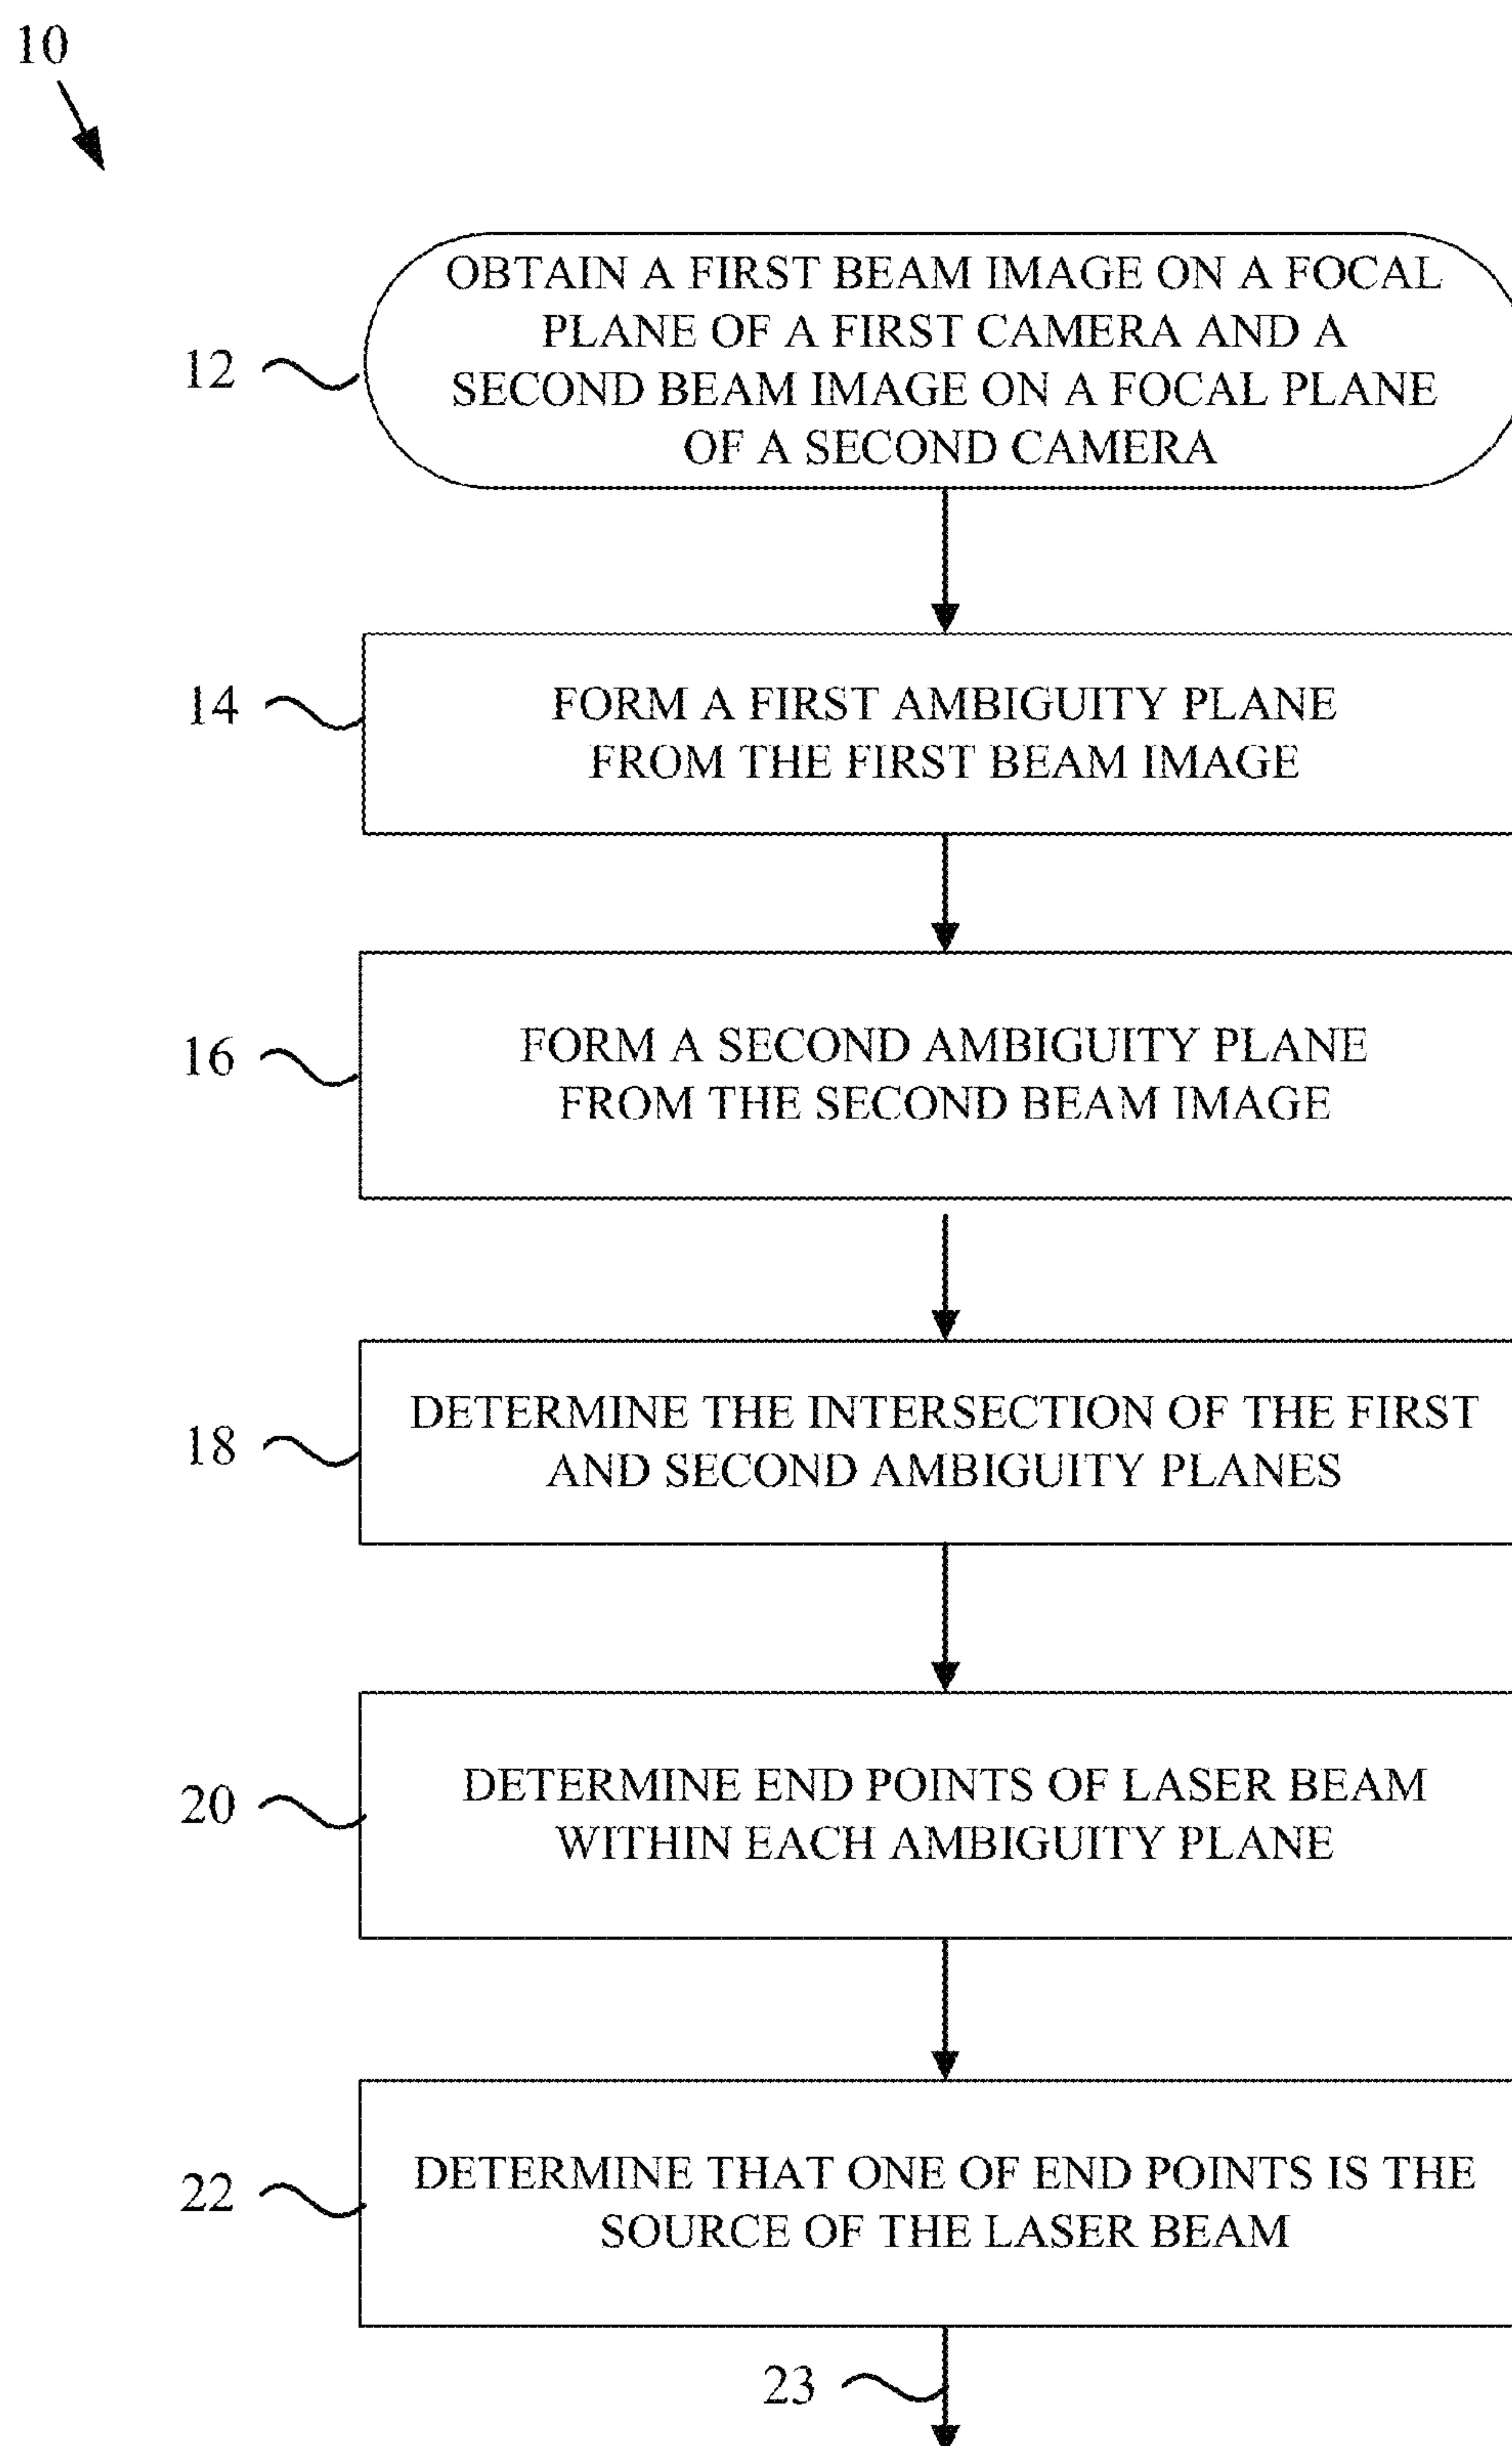 10
12
OBTAIN A FIRST BEAM IMAGE ON A FOCAL
PLANE OF A FIRST CAMERA AND A
SECOND BEAM IMAGE ON A FOCAL PLANE
OF A SECOND CAMERA
14
FORM A FIRST AMBIGUITY PLANE
FROM THE FIRST BEAM IMAGE
16
FORM A SECOND AMBIGUITY PLANE
FROM THE SECOND BEAM IMAGE
18
DETERMINE THE INTERSECTION OF THE FIRST
AND SECOND AMBIGUITY PLANES
20
DETERMINE END POINTS OF LASER BEAM
WITHIN EACH AMBIGUITY PLANE
22
DETERMINE THAT ONE OF END POINTS IS THE
SOURCE OF THE LASER BEAM
23